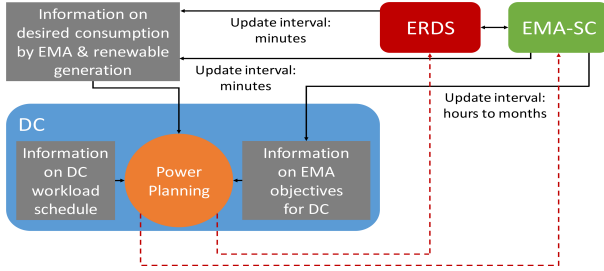 Information on
desired consumption
by EMA & renewable
generation
Update interval:
minutes
ERDS
EMA-SC
Update interval:
minutes
Update interval:
hours to months
DC
Information
on DC
workload
schedule
Power
Planning
Information
on EMA
objectives
for DC